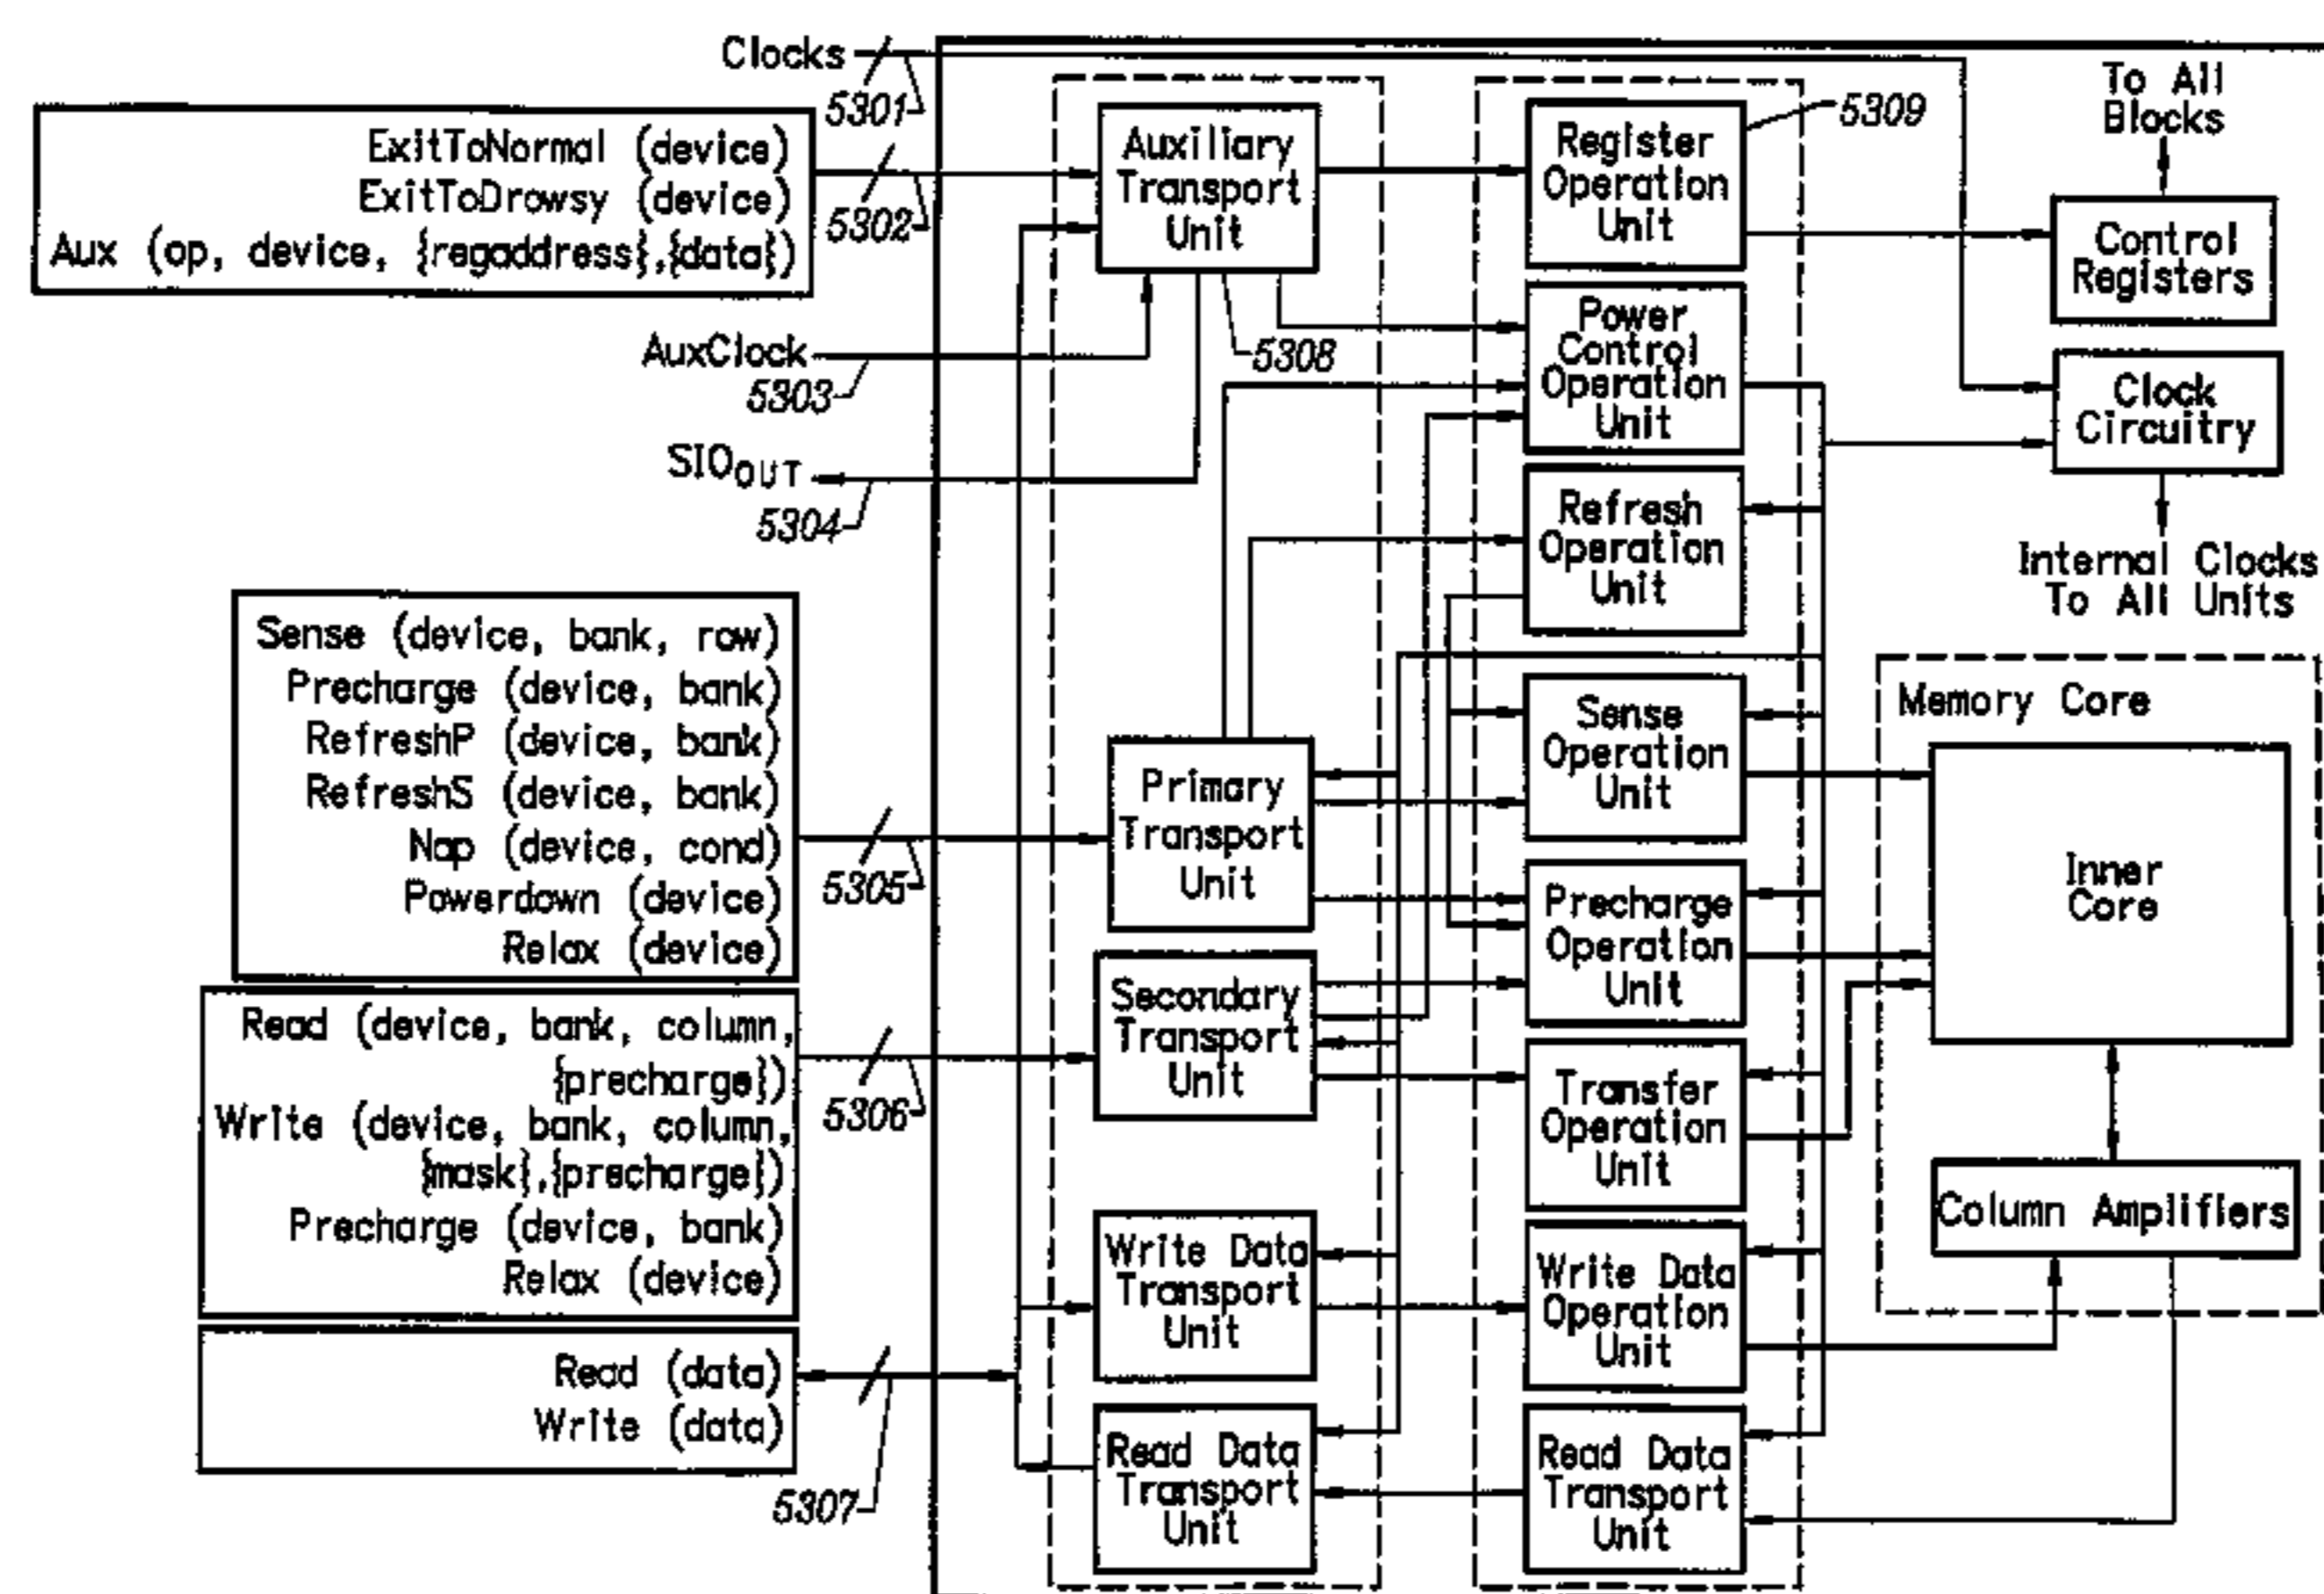 Clocks
5301
ExitToNormal (device)
ExitToDrowsy (device)
Aux (op, device, {regaddress},{data})
5302
AuxClock
5303
SIOOUT
5304
Sense (device, bank, row)
Precharge (device, bank)
RefreshP (device, bank)
RefreshS (device, bank)
Nap (device, cond)
Powerdown (device)
Relax (device)
5305
Read (device, bank, column,
{precharge})
Write (device, bank, column,
{mask},{precharge})
Precharge (device, bank)
Relax (device)
5306
Read (data)
Write (data)
5307
Auxiliary
Transport
Unit
5308
Primary
Transport
Unit
Secondary
Transport
Unit
Write Data
Transport
Unit
Read Data
Transport
Unit
Register
Operation
Unit
5309
Power
Control
Operation
Unit
Refresh
Operation
Unit
Sense
Operation
Unit
Precharge
Operation
Unit
Transfer
Operation
Unit
Write Data
Operation
Unit
Read Data
Transport
Unit
To All
Blocks
Control
Registers
Clock
Circuitry
Internal Clocks
To All Units
Memory Core
Inner
Core
Column Amplifiers